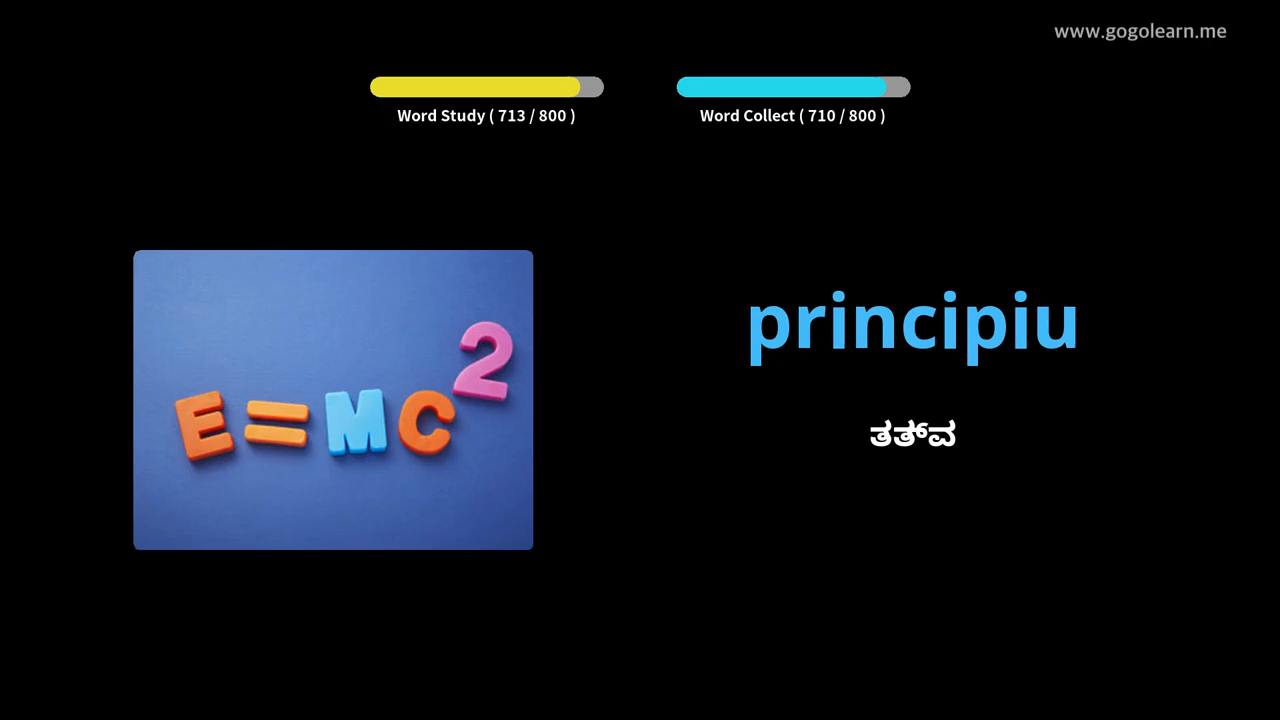 www.gogolearn.me
Word Study ( 713 / 800 )
Word Collect ( 710 / 800 )
E=MC2
principiu
ತತ್ವ